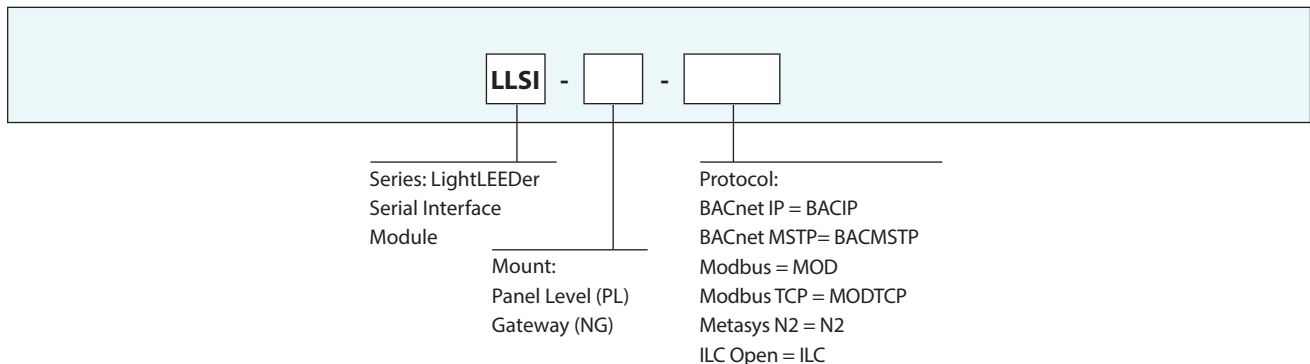 LLSI - -
Series: LightLEEDer
Serial Interface
Module
Mount:
Panel Level (PL)
Gateway (NG)
Protocol:
BACnet IP = BACIP
BACnet MSTP= BACMSTP
Modbus = MOD
Modbus TCP = MODTCP
Metasys N2 = N2
ILC Open = ILC